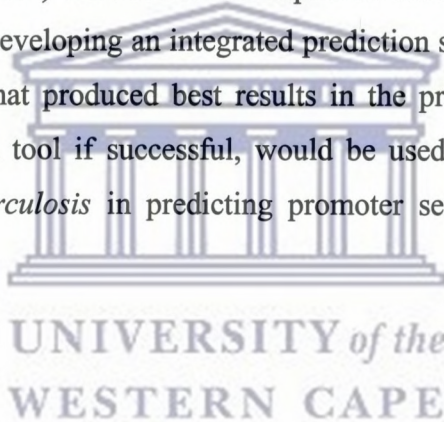 eveloping an integrated prediction s
hat produced best results in the pr
tool if successful, would be used
rculosis in predicting promoter se
UNIVERSITY of the
WESTERN CAPE